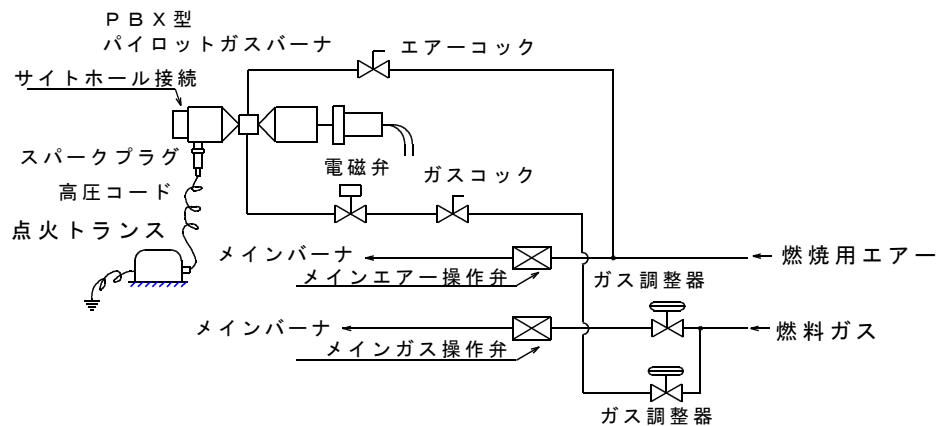 ＰＢＸ型
パイロットガスバーナ
エアーコック
サイトホール接続
スパークプラグ
電磁弁
ガスコック
高圧コード
点火トランス
メインバーナ
燃焼用エアー
メインエアー操作弁
ガス調整器
メインバーナ
燃料ガス
メインガス操作弁
ガス調整器